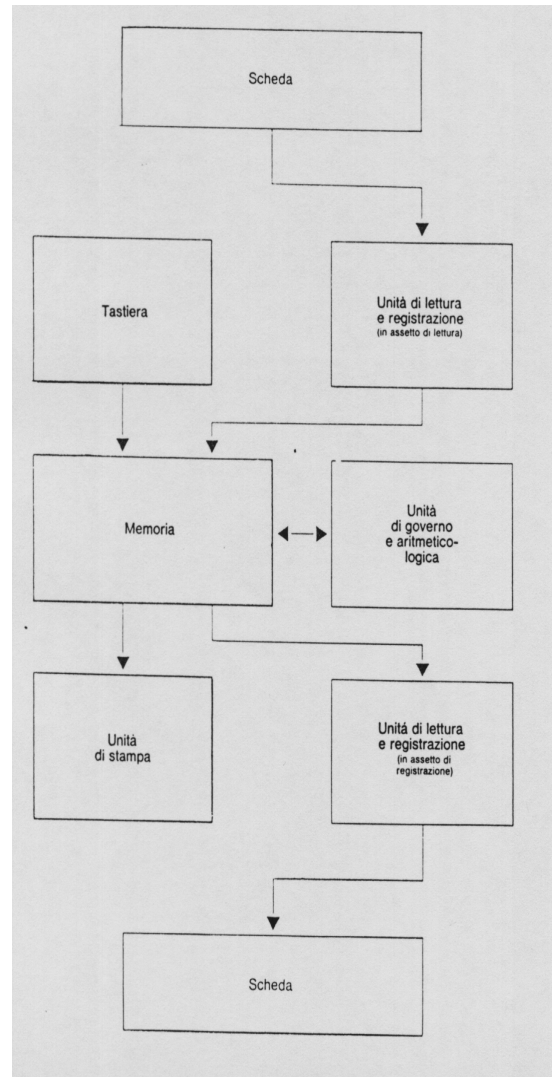 Scheda
Tastiera
Unità di lettura
e registrazione
(in assetto di lettura)
Memoria
Unità
di governo
e aritmetico-
logica
Unità
di stampa
Unitá di lettura
e registrazione
(in assetto di
registrazione)
Scheda